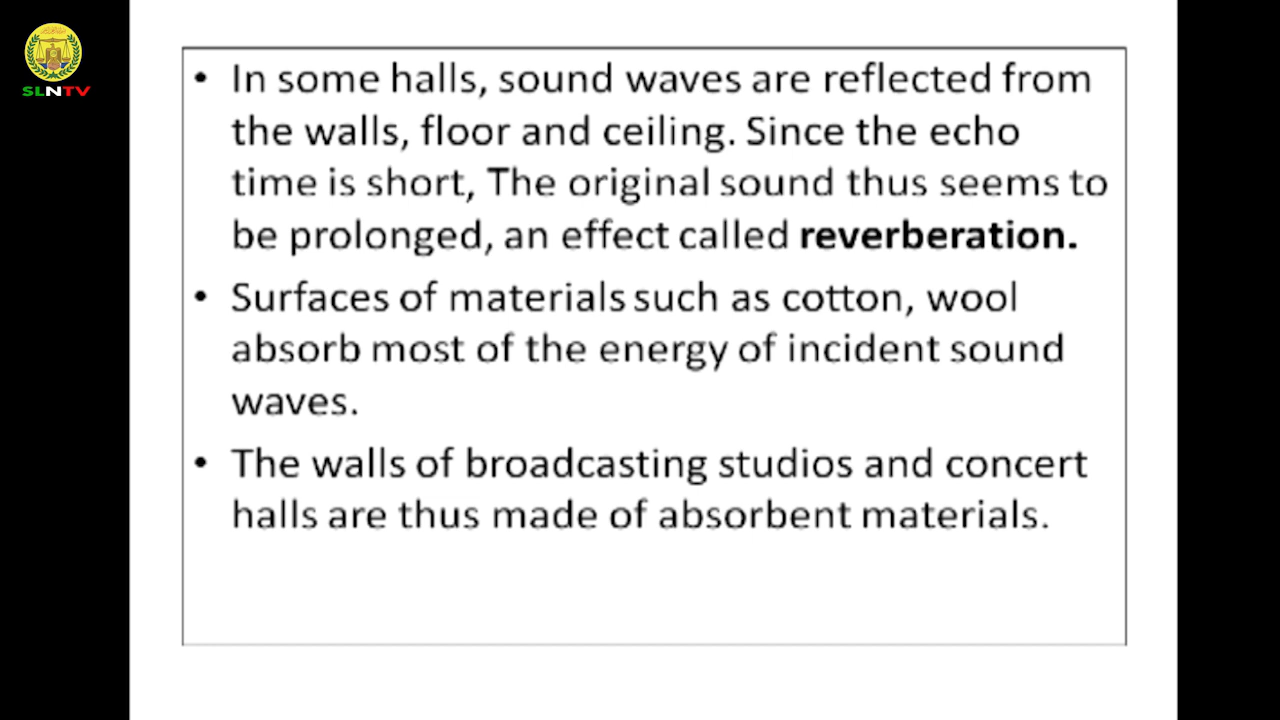 SLNTV
• In some halls, sound waves are reflected from
the walls, floor and ceiling. Since the echo
time is short, The original sound thus seems to
be prolonged, an effect called reverberation.
• Surfaces of materials such as cotton, wool
absorb most of the energy of incident sound
waves.
• The walls of broadcasting studios and concert
halls are thus made of absorbent materials.